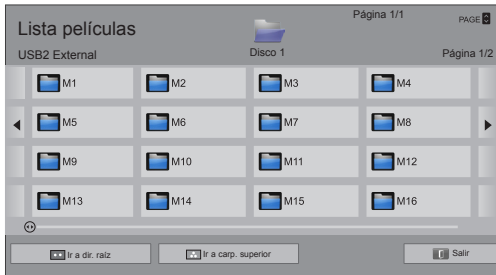 Página 1/1
PAGE
Lista películas
USB2 External
Disco 1
Página 1/2
M1 M2 M3 M4
M5 M6 M7 M8
M9 M10 M11 M12
M13 M14 M15 M16
Ir a dir. raíz
Ir a carp. superior
Salir